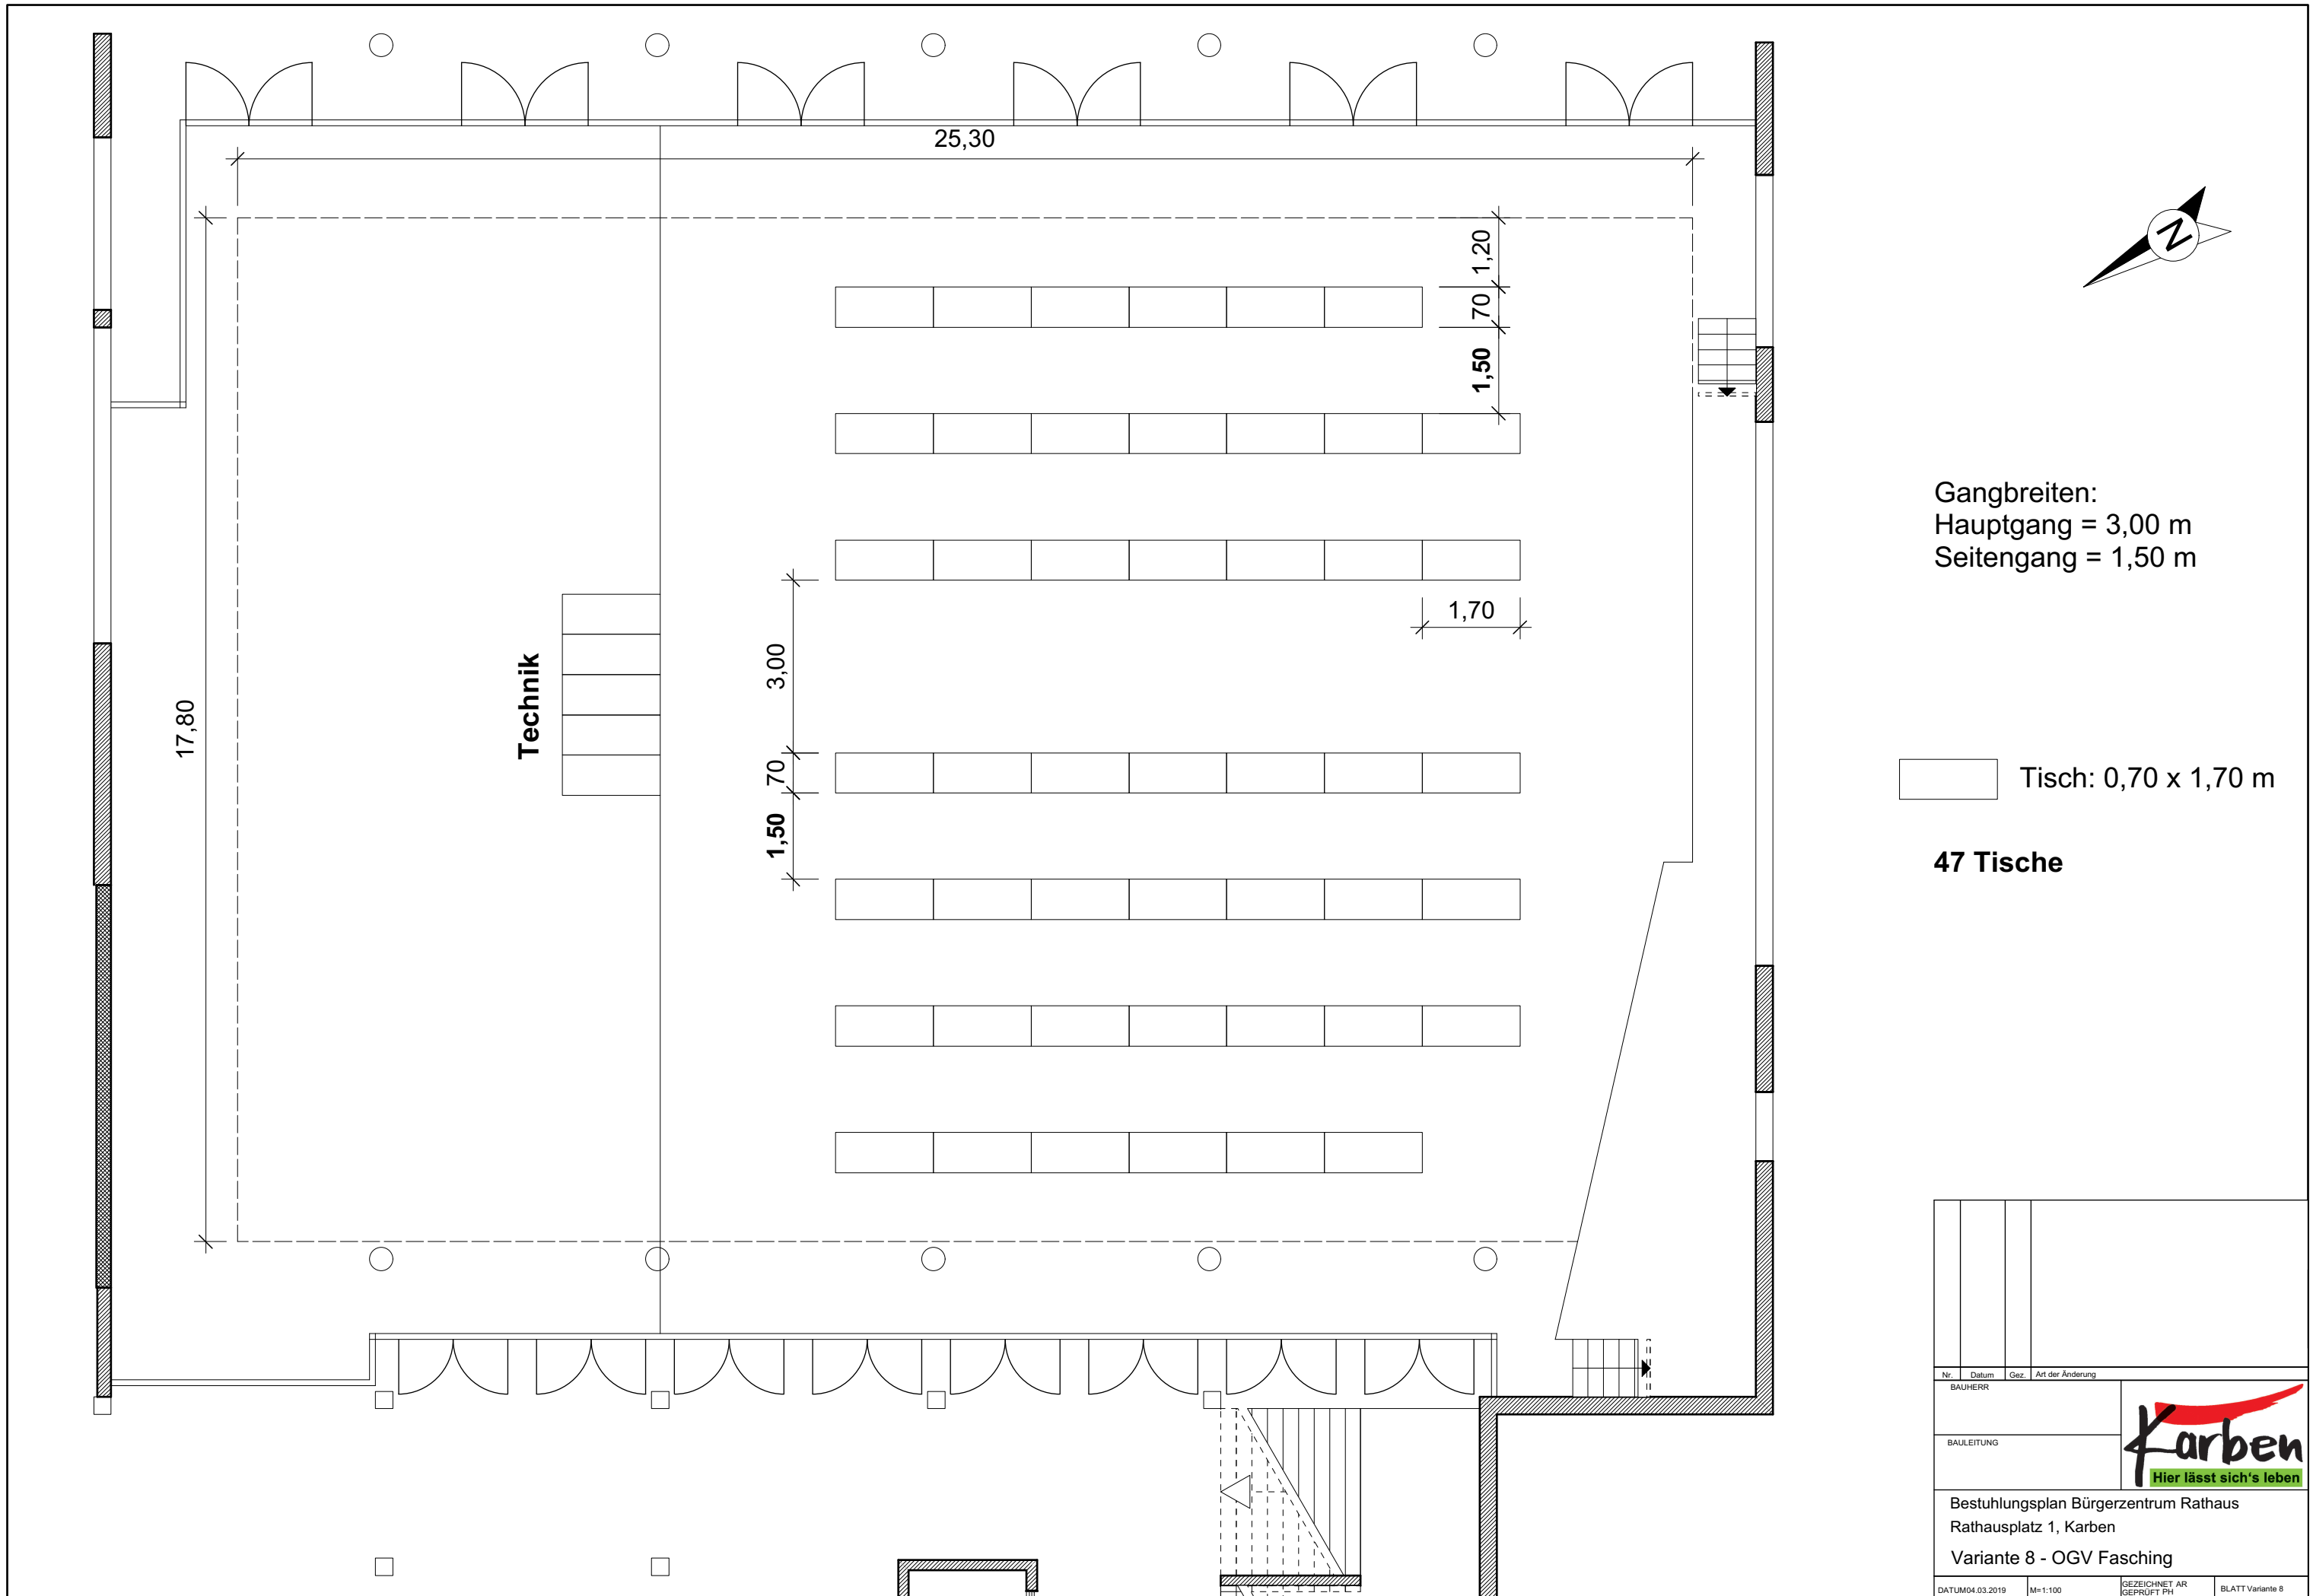 25,30
1,20
70
1,50
N
Gangbreiten:
Hauptgang = 3,00 m
Seitengang = 1,50 m
1,70
3,00
Technik
17,80
70
1,50
Tisch: 0,70 x 1,70 m
47 Tische
Nr. Datum Gez. Art der Änderung
BAUHERR
BAULEITUNG
Karben
Hier lässt sich's leben
Bestuhlungsplan Bürgerzentrum Rathaus
Rathausplatz 1, Karben
Variante 8 - OGV Fasching
DATUM04.03.2019 M=1:100 GEZEICHNET AR BLATT Variante 8
GEPRÜFT PH